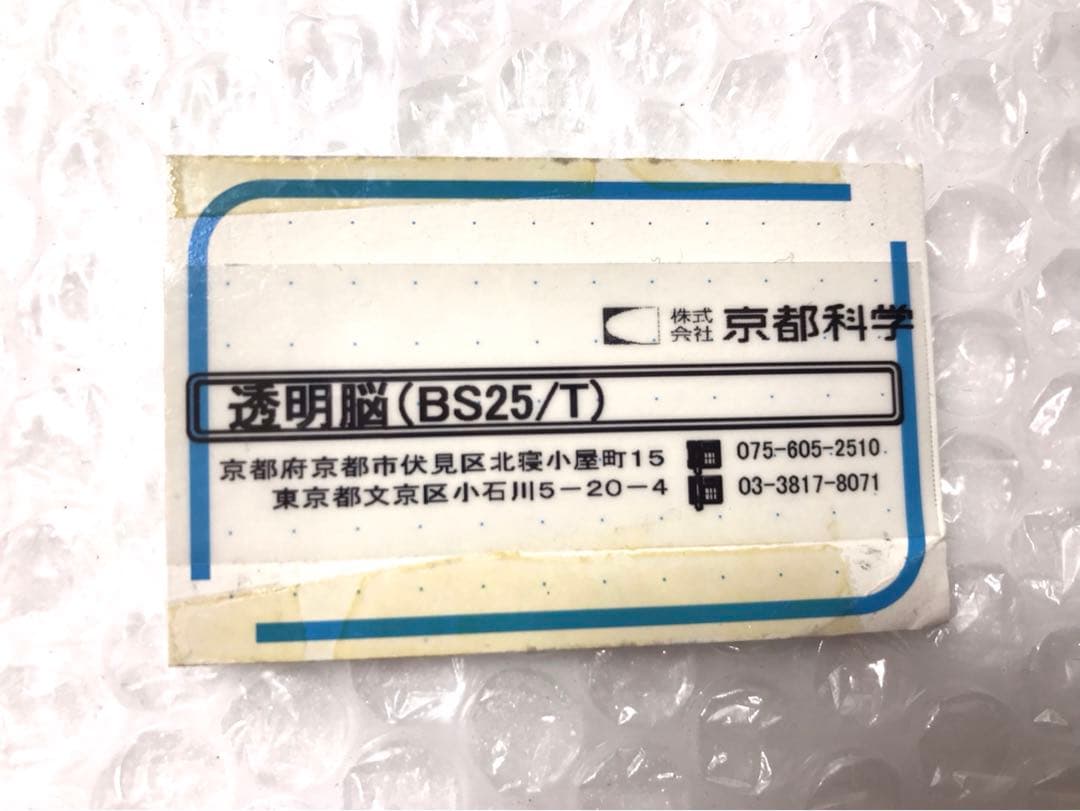 株式会社 京都科学
透明脳(BS25/T)
京都府京都市伏見区北寝小屋町15 075-605-2510
東京都文京区小石川5-20-4 03-3817-8071